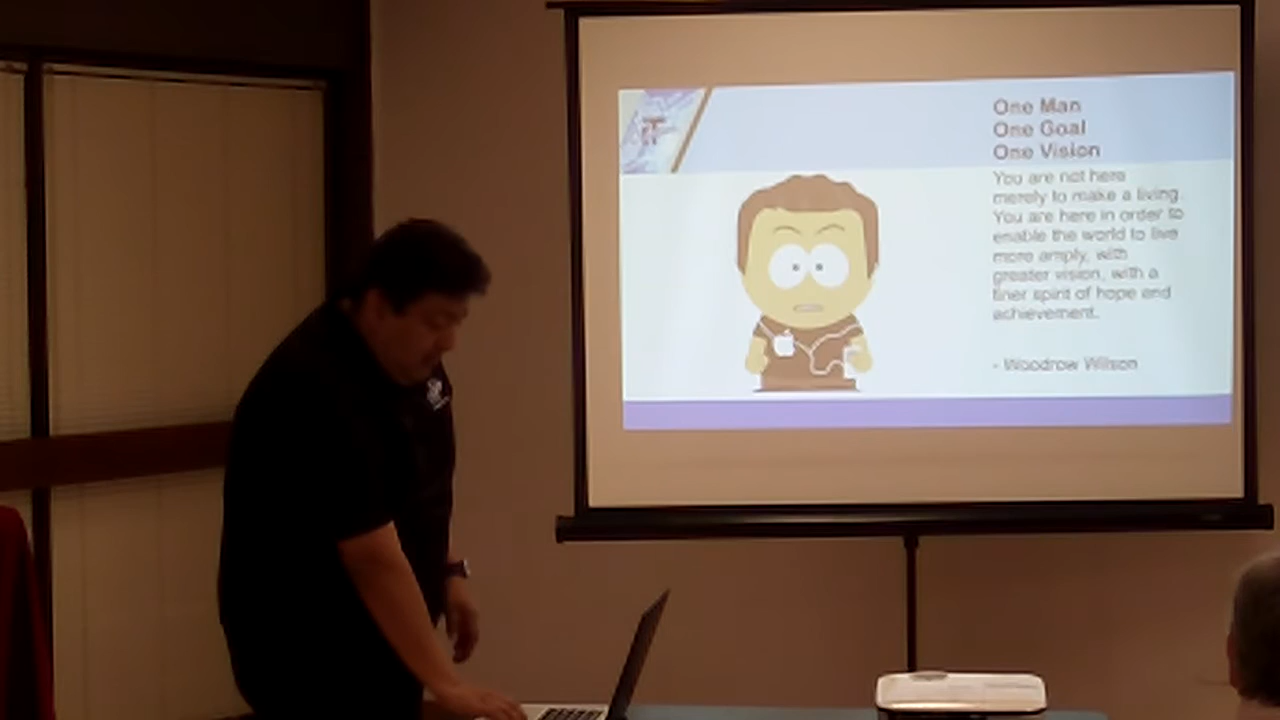 iT
One Man
One Goal
One Vision
You are not here
merely to make a living.
You are here in order to
enable the world to live
more amply, with
greater vision, with a
finer spirit of hope and
achievement.
- Woodrow Wilson